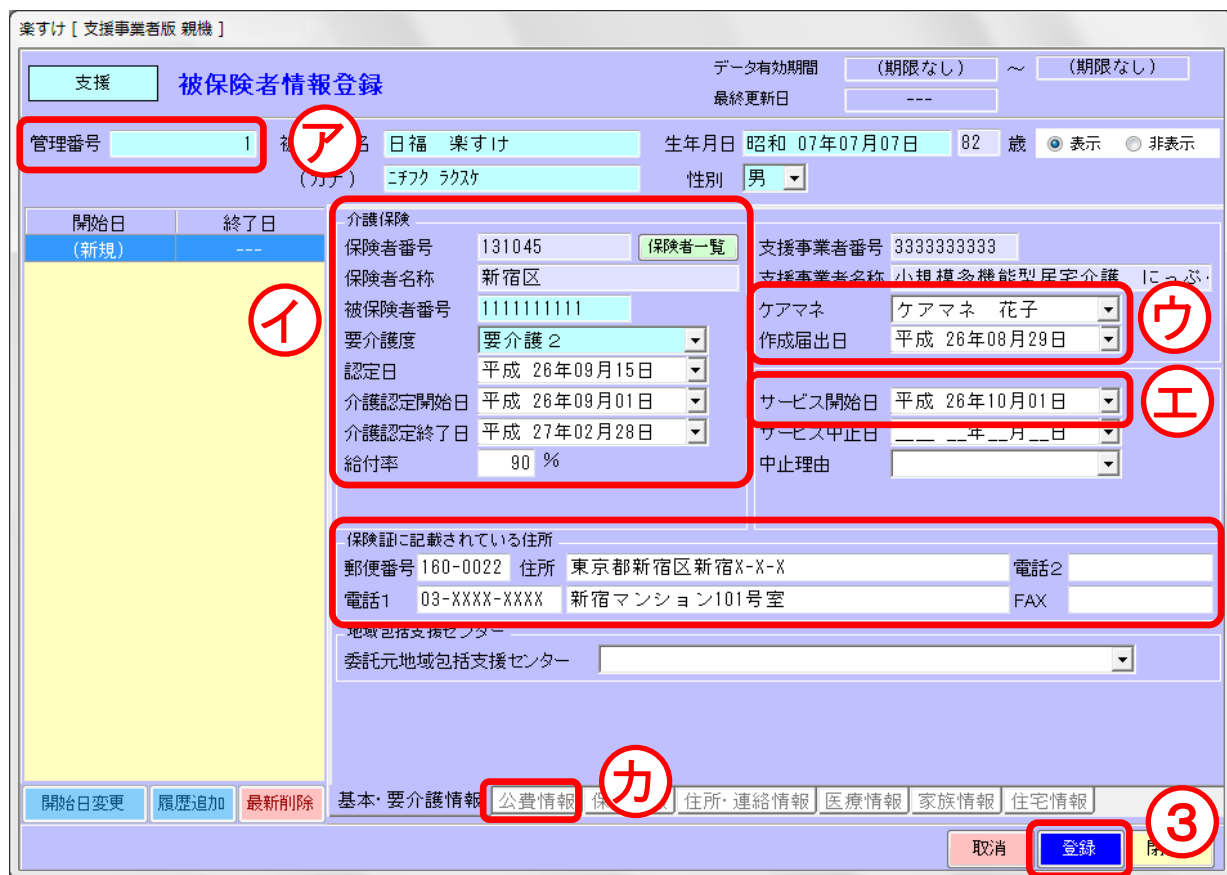 楽すけ [ 支援事業者版 親機 ]
支援 被保険者情報登録 データ有効期間 (期限なし) ～ (期限なし)
最終更新日 ---
管理番号 1 ア 名 日福 楽すけ 生年月日 昭和 07年07月07日 82 歳 表示 非表示
ニチフク ラクスケ 性別 男
開始日 終了日
(新規) ---
介護保険
保険者番号 131045 保険者一覧
保険者名称 新宿区
イ
被保険者番号 1111111111
要介護度 要介護２
認定日 平成 26年09月15日
介護認定開始日 平成 26年09月01日
介護認定終了日 平成 27年02月28日
給付率 90 %
支援事業者番号 3333333333
支援事業者名称 小規模多機能型居宅介護 にっぷ
ケアマネ ケアマネ 花子
ウ
作成届出日 平成 26年08月29日
サービス開始日 平成 26年10月01日
エ
サービス中止日 __ __年__月__日
中止理由
保険証に記載されている住所
郵便番号 160-0022 住所 東京都新宿区新宿X-X-X 電話2
電話1 03-XXXX-XXXX 新宿マンション101号室 FAX
地域包括支援センター
委託元地域包括支援センター
開始日変更 履歴追加 最新削除
基本・要介護情報 公費情報 カ 住所・連絡情報 医療情報 家族情報 住宅情報
取消 登録 ③